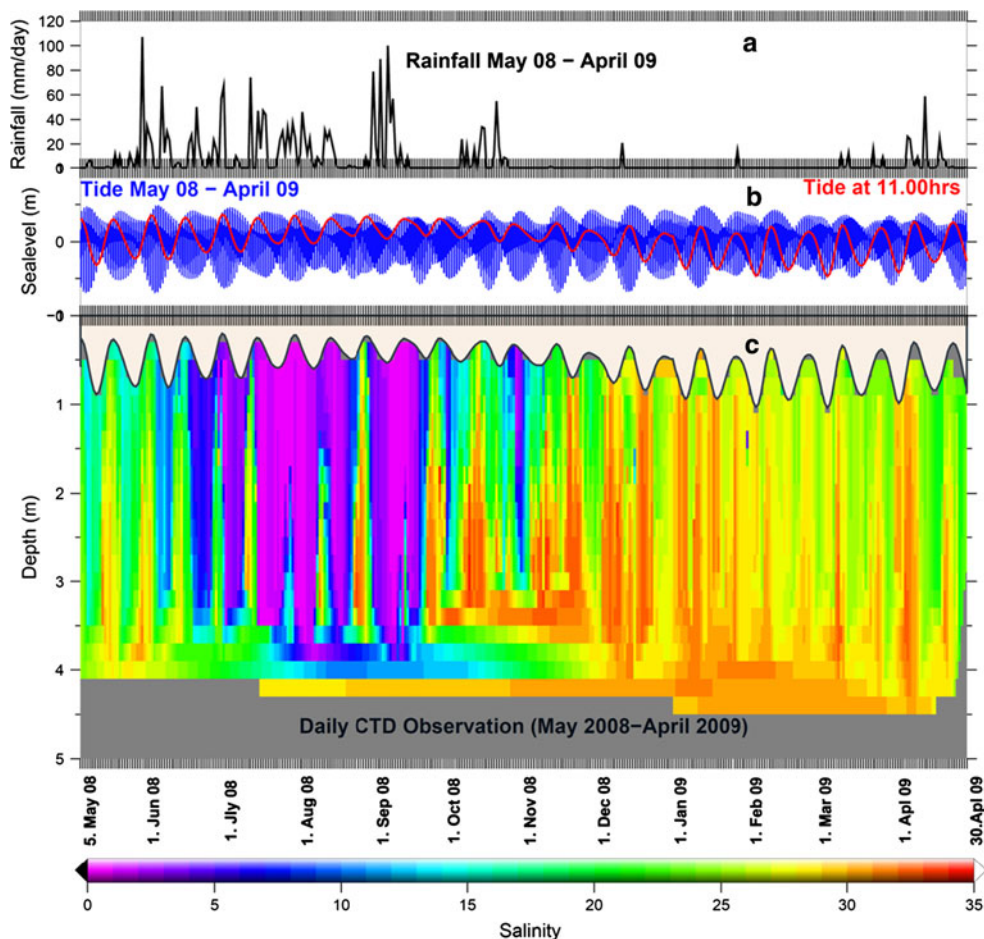 120
100
80
60
40
20
0
Rainfall (mm/day)
a
Rainfall May 08 − April 09
Tide May 08 − April 09
b
Tide at 11.00hrs
Sealevel (m)
0
c
1
2
3
4
5
Depth (m)
Daily CTD Observation (May 2008−April 2009)
5. May 08
1. Jun 08
1. Jly 08
1. Aug 08
1. Sep 08
1. Oct 08
1. Nov 08
1. Dec 08
1. Jan 09
1. Feb 09
1. Mar 09
1. Apl 09
30.Apl 09
0 5 10 15 20 25 30 35
Salinity